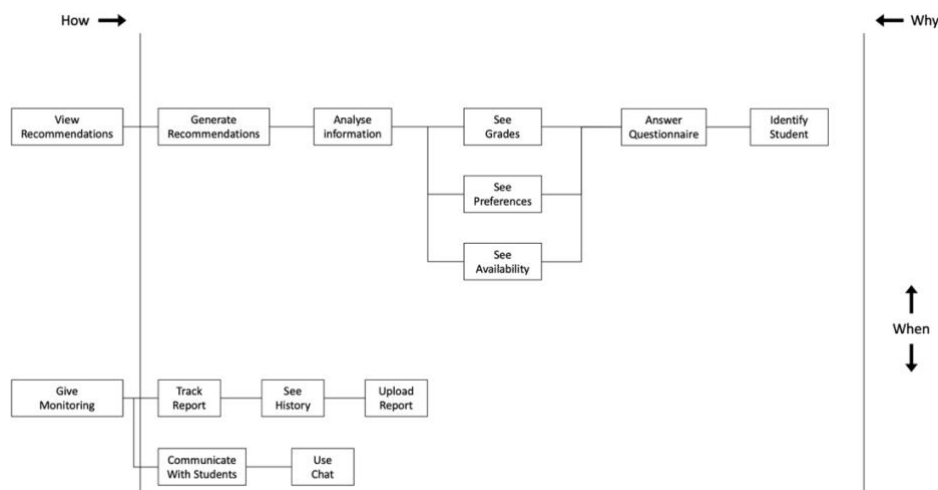 How
Why
View
Recommendations
Generate
Recommendations
Analyse
information
See
Grades
Answer
Questionnaire
Identify
Student
See
Preferences
See
Availability
When
Give
Monitoring
Track
Report
See
History
Upload
Report
Communicate
With Students
Use
Chat